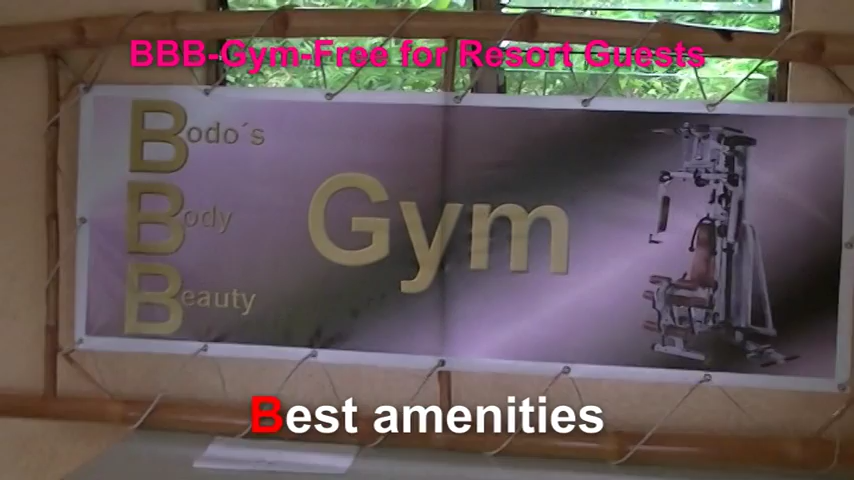 BBB-Gym-Free for Resort Guests
Bodo´s
Body
Beauty
Gym
Best amenities